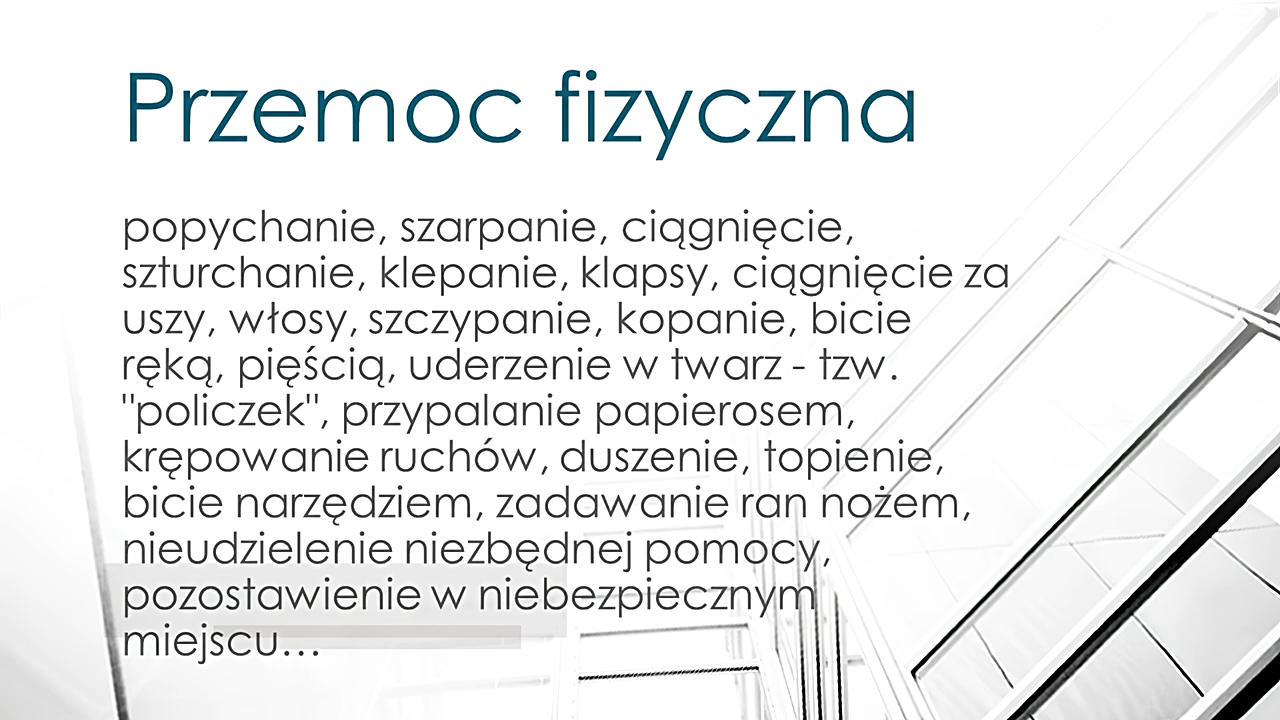 Przemoc fizyczna
popychanie, szarpanie, ciągnięcie,
szturchanie, klepanie, klapsy, ciągnięcie za
uszy, włosy, szczypanie, kopanie, bicie
ręką, pięścią, uderzenie w twarz - tzw.
"policzek", przypalanie papierosem,
krępowanie ruchów, duszenie, topienie,
bicie narzędziem, zadawanie ran nożem,
nieudzielenie niezbędnej pomocy,
pozostawienie w niebezpiecznym
miejscu...